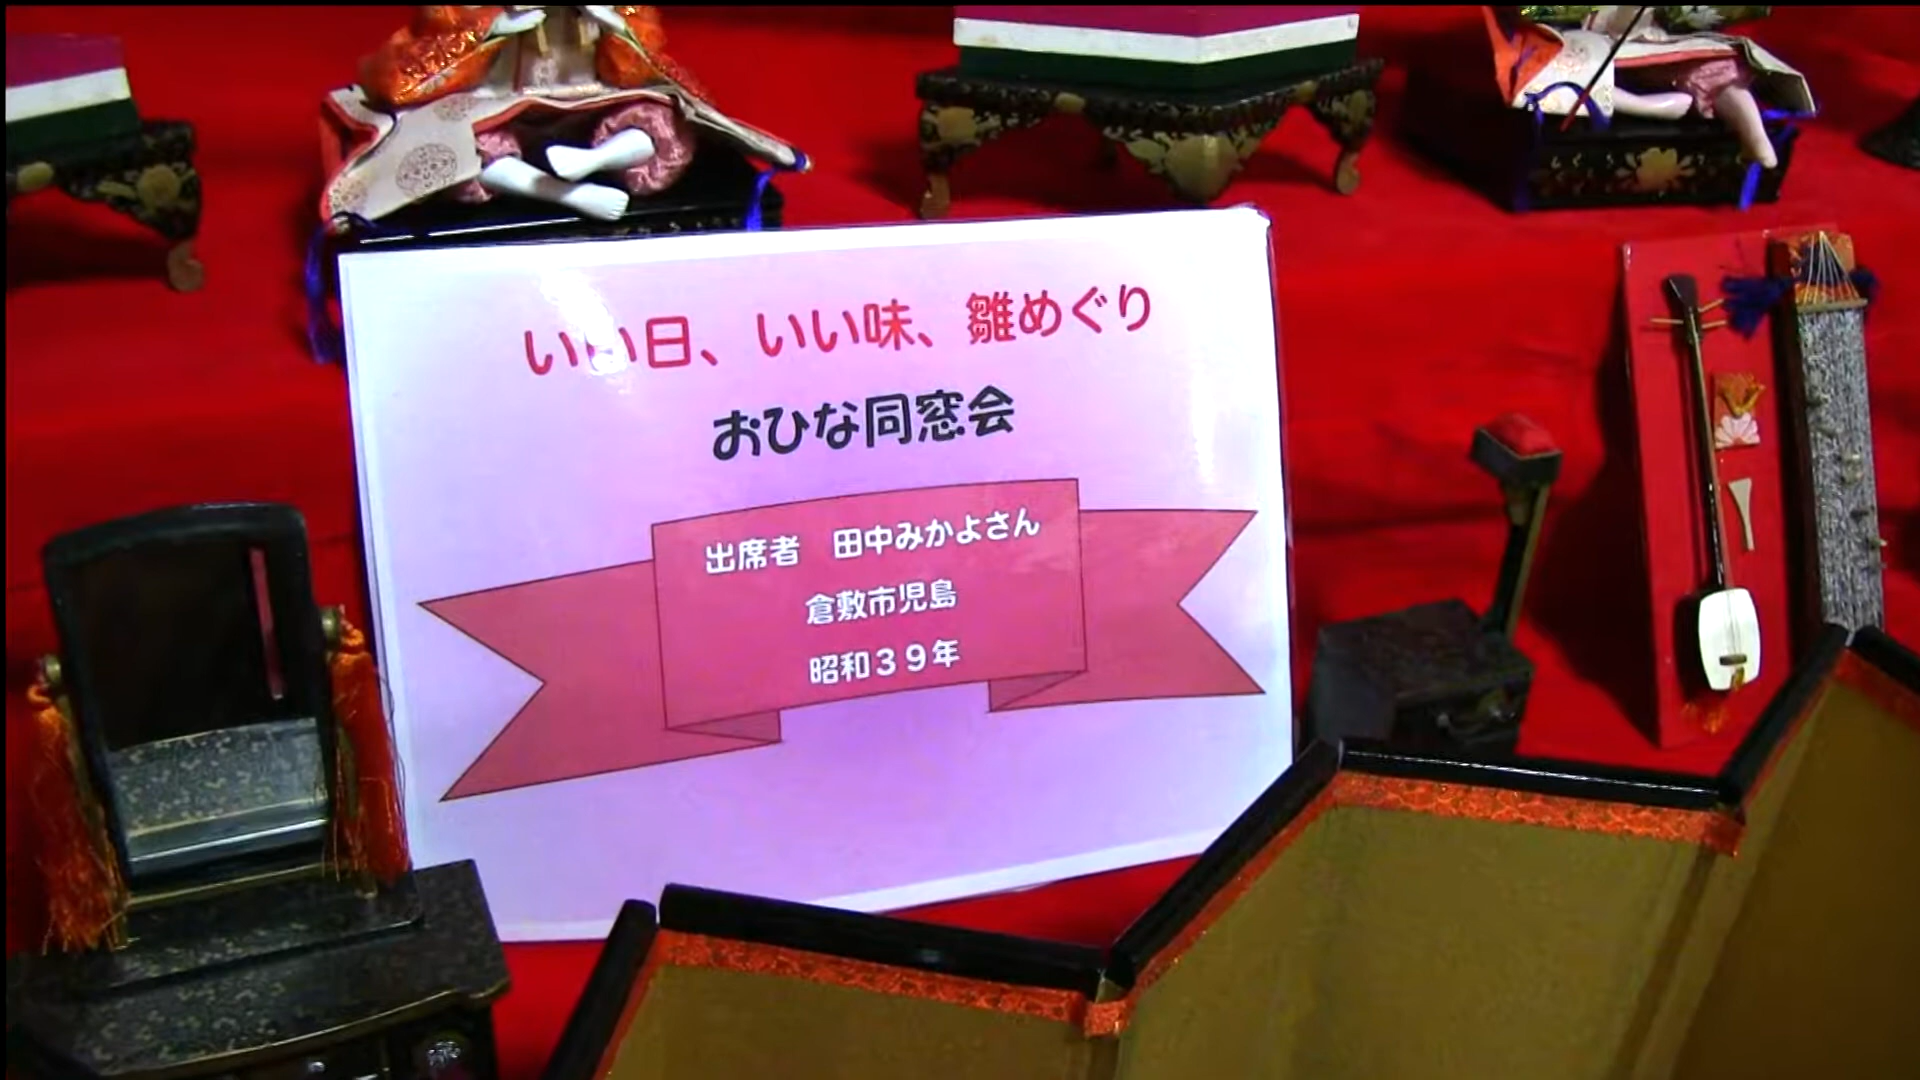 いい日、いい味、雛めぐり
おひな同窓会
出席者　田中みかよさん
倉敷市児島
昭和３９年